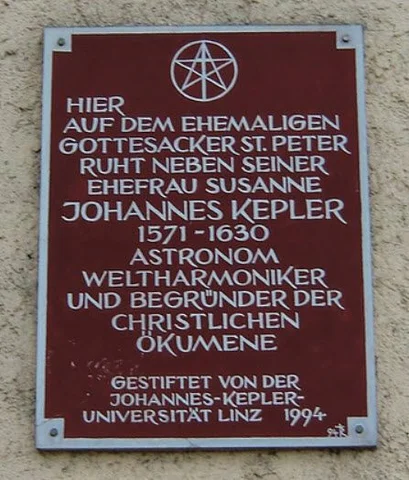 HIER
AUF DEM EHEMALIGEN
GOTTESACKER ST. PETER
RUHT NEBEN SEINER
EHEFRAU SUSANNE
JOHANNES KEPLER
1571 - 1630
ASTRONOM
WELTHARMONIKER
UND BEGRÜNDER DER
CHRISTLICHEN
ÖKUMENE
GESTIFTET VON DER
JOHANNES-KEPLER-
UNIVERSITÄT LINZ 1994